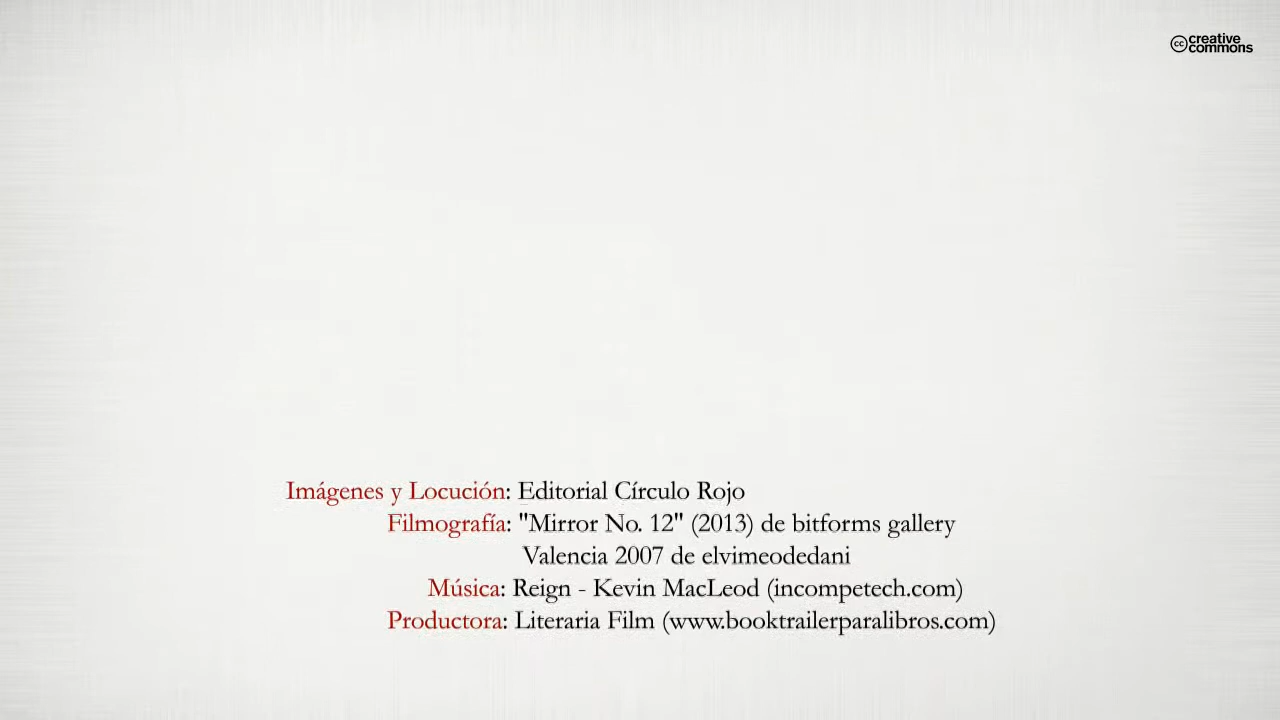 creative
commons
Imágenes y Locución: Editorial Círculo Rojo
Filmografía: "Mirror No. 12" (2013) de bitforms gallery
Valencia 2007 de elvimeodedani
Música: Reign - Kevin MacLeod (incompetech.com)
Productora: Literaria Film (www.booktrailerparalibros.com)